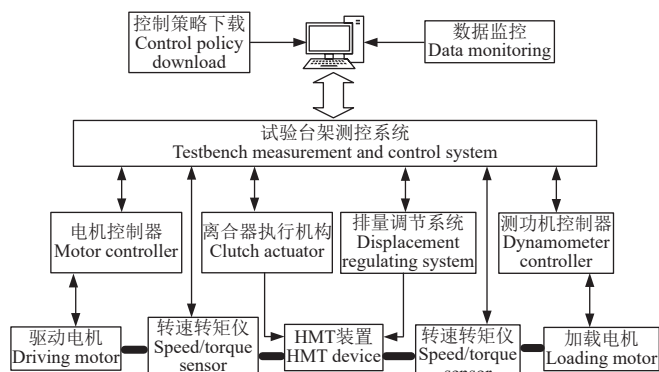 控制策略下载
Control policy
download
数据监控
Data monitoring
试验台架测控系统
Testbench measurement and control system
电机控制器
Motor controller
离合器执行机构
Clutch actuator
排量调节系统
Displacement
regulating system
测功机控制器
Dynamometer
controller
驱动电机
Driving motor
转速转矩仪
Speed/torque
sensor
HMT装置
HMT device
转速转矩仪
Speed/torque
sensor
加载电机
Loading motor